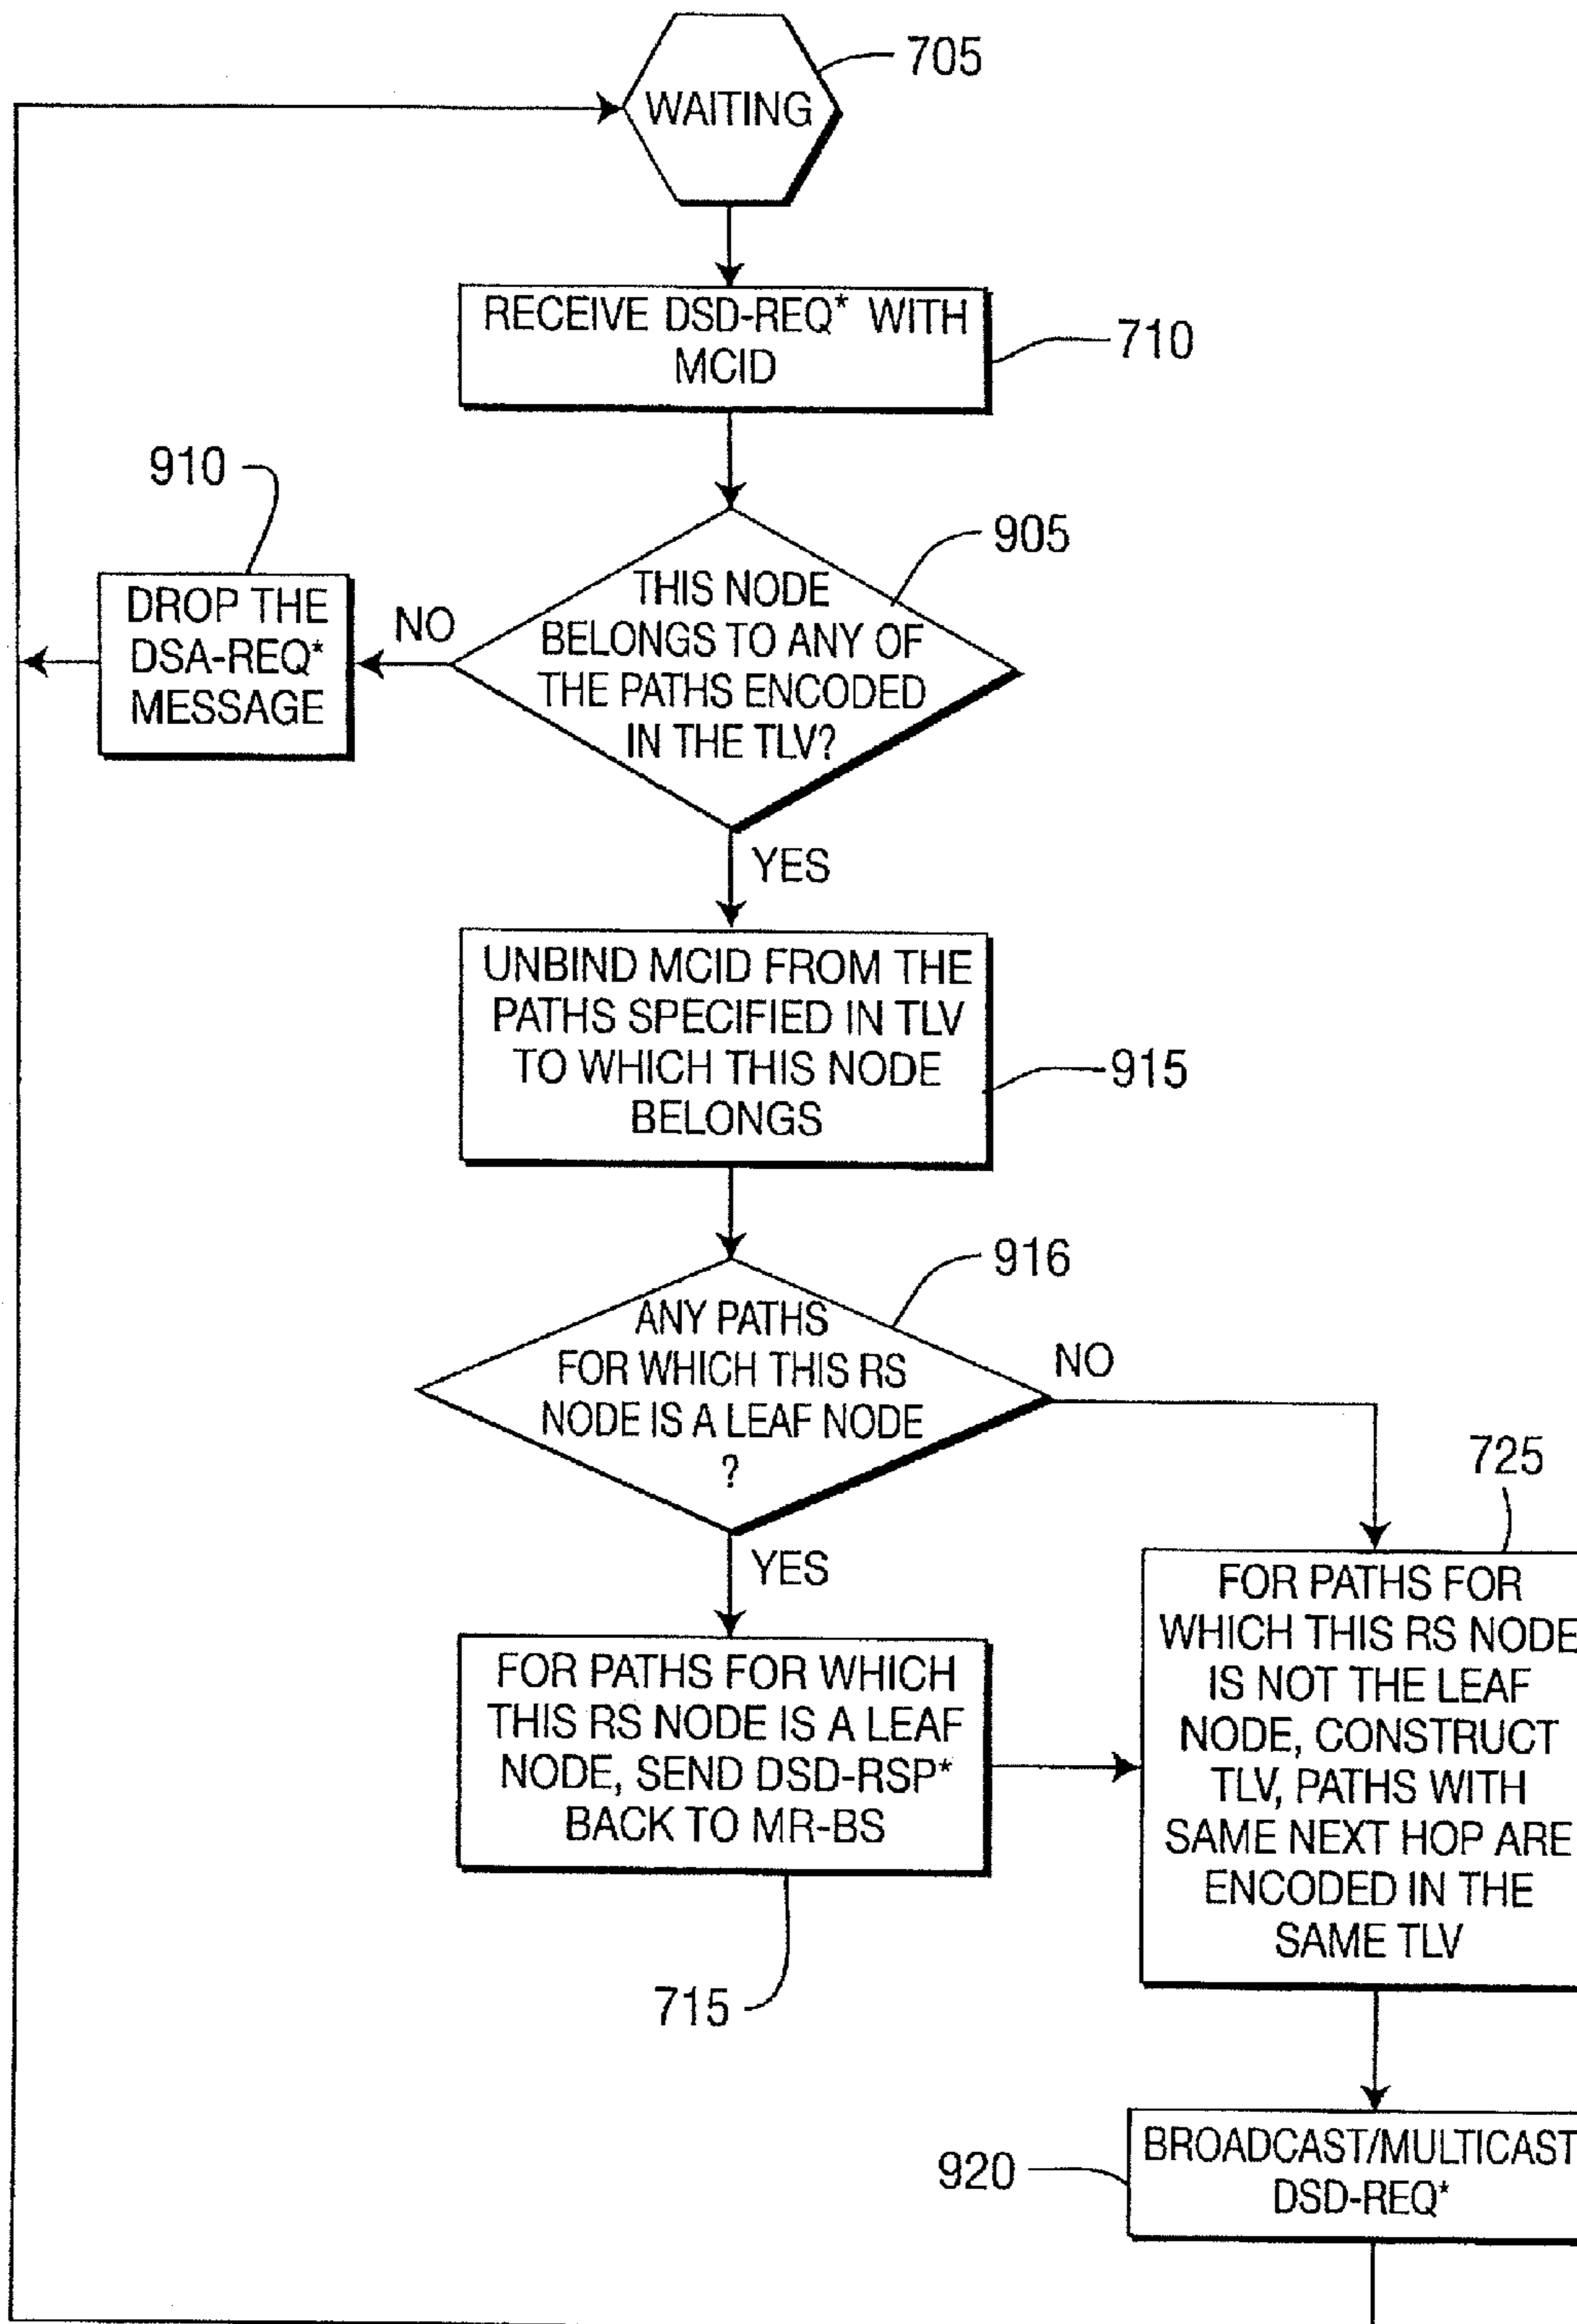 705
WAITING
RECEIVE DSD-REQ* WITH
MCID
710
905
THIS NODE
BELONGS TO ANY OF
THE PATHS ENCODED
IN THE TLV?
NO
910
DROP THE
DSA-REQ*
MESSAGE
YES
UNBIND MCID FROM THE
PATHS SPECIFIED IN TLV
TO WHICH THIS NODE
BELONGS
915
916
ANY PATHS
FOR WHICH THIS RS
NODE IS A LEAF NODE
?
NO
YES
FOR PATHS FOR WHICH
THIS RS NODE IS A LEAF
NODE, SEND DSD-RSP*
BACK TO MR-BS
715
725
FOR PATHS FOR
WHICH THIS RS NODE
IS NOT THE LEAF
NODE, CONSTRUCT
TLV, PATHS WITH
SAME NEXT HOP ARE
ENCODED IN THE
SAME TLV
920
BROADCAST/MULTICAST
DSD-REQ*